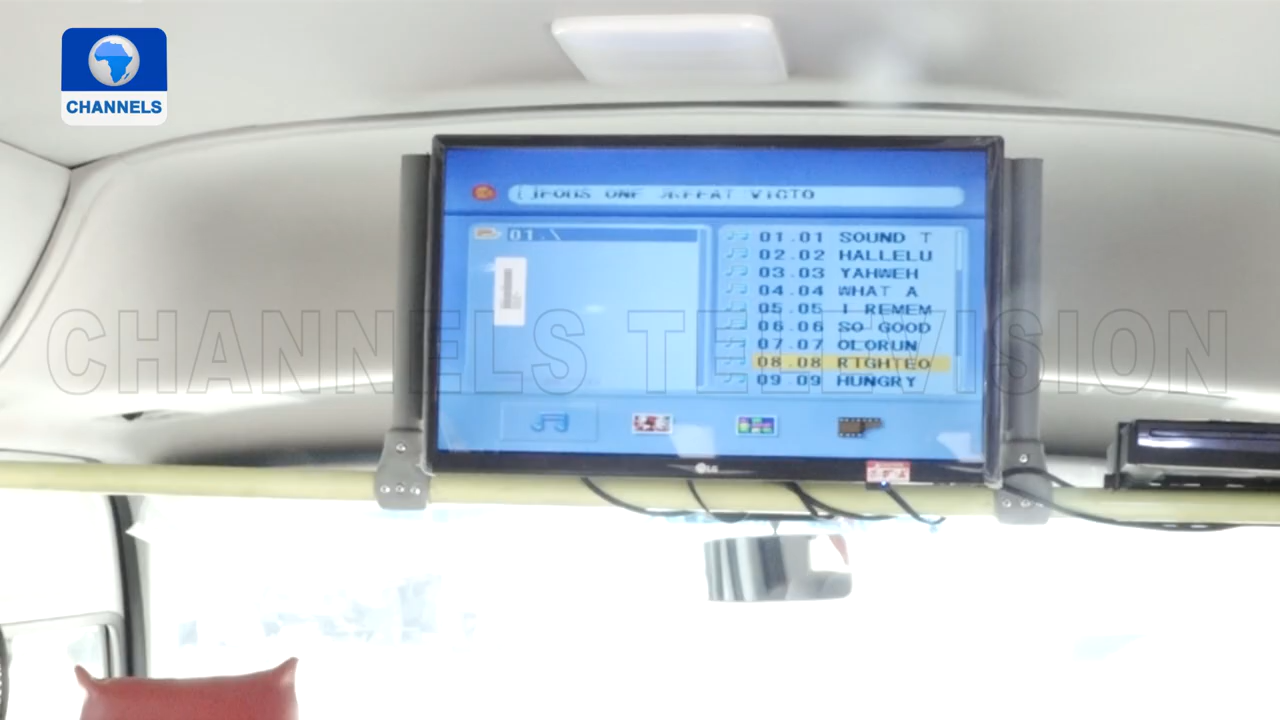 CHANNELS
01.\
01.01 SOUND T
02.02 HALLELU
03.03 YAHWEH
04.04 WHAT A
05.05 I REMEM
06.06 SO GOOD
07.07 OLORUN
08.08 RIGHTEO
09.09 HUNGRY
CHANNELS TELEVISION
LG